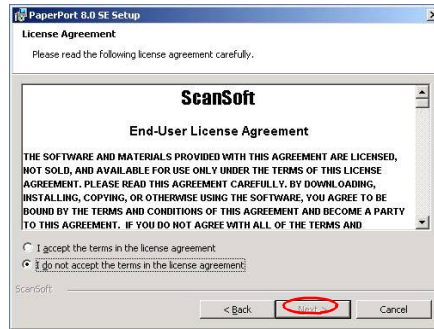 PaperPort 8.0 SE Setup
License Agreement
Please read the following license agreement carefully.
ScanSoft
End-User License Agreement
THE SOFTWARE AND MATERIALS PROVIDED WITH THIS AGREEMENT ARE LICENSED,
NOT SOLD, AND AVAILABLE FOR USE ONLY UNDER THE TERMS OF THIS LICENSE
AGREEMENT. PLEASE READ THIS AGREEMENT CAREFULLY. BY DOWNLOADING,
INSTALLING, COPYING, OR OTHERWISE USING THE SOFTWARE, YOU AGREE TO BE
BOUND BY THE TERMS AND CONDITIONS OF THIS AGREEMENT AND BECOME A PARTY
TO THIS AGREEMENT. IF YOU DO NOT AGREE WITH ALL OF THE TERMS AND
I accept the terms in the license agreement
I do not accept the terms in the license agreement
ScanSoft
< Back Next > Cancel